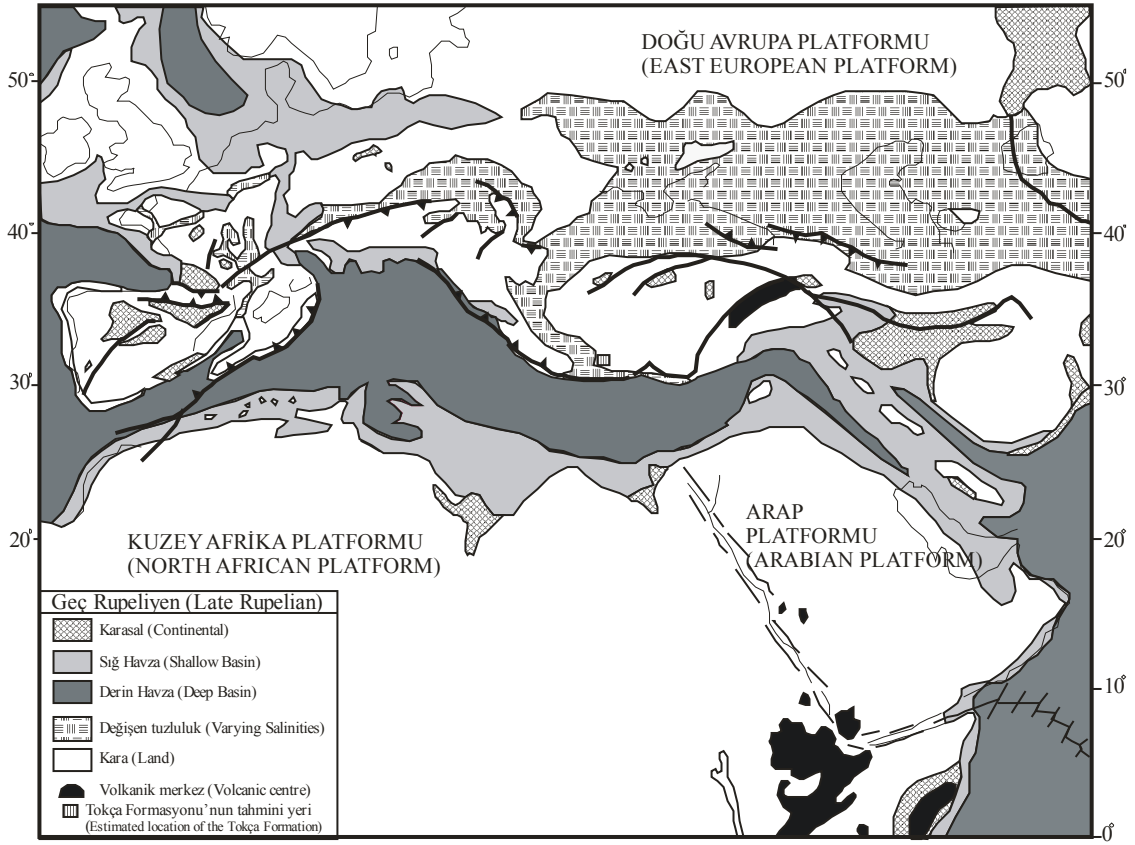 DOĞU AVRUPA PLATFORMU
(EAST EUROPEAN PLATFORM)
50°
50°
40°
40°
30°
30°
20°
20°
ARAP
PLATFORMU
(ARABIAN PLATFORM)
KUZEY AFRİKA PLATFORMU
(NORTH AFRICAN PLATFORM)
Geç Rupeliyen (Late Rupelian)
Karasal (Continental)
Sığ Havza (Shallow Basin)
Derin Havza (Deep Basin)
Değişen tuzluluk (Varying Salinities)
Kara (Land)
Volkanik merkez (Volcanic centre)
Tokça Formasyonu'nun tahmini yeri
(Estimated location of the Tokça Formation)
10°
0°